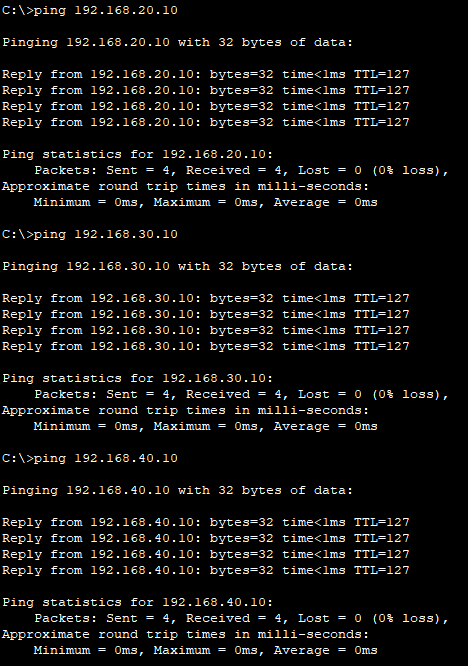 C:\>ping 192.168.20.10
Pinging 192.168.20.10 with 32 bytes of data:
Reply from 192.168.20.10: bytes=32 time<1ms TTL=127
Reply from 192.168.20.10: bytes=32 time<1ms TTL=127
Reply from 192.168.20.10: bytes=32 time<1ms TTL=127
Reply from 192.168.20.10: bytes=32 time<1ms TTL=127
Ping statistics for 192.168.20.10:
    Packets: Sent = 4, Received = 4, Lost = 0 (0% loss),
Approximate round trip times in milli-seconds:
    Minimum = 0ms, Maximum = 0ms, Average = 0ms
C:\>ping 192.168.30.10
Pinging 192.168.30.10 with 32 bytes of data:
Reply from 192.168.30.10: bytes=32 time<1ms TTL=127
Reply from 192.168.30.10: bytes=32 time<1ms TTL=127
Reply from 192.168.30.10: bytes=32 time<1ms TTL=127
Reply from 192.168.30.10: bytes=32 time<1ms TTL=127
Ping statistics for 192.168.30.10:
    Packets: Sent = 4, Received = 4, Lost = 0 (0% loss),
Approximate round trip times in milli-seconds:
    Minimum = 0ms, Maximum = 0ms, Average = 0ms
C:\>ping 192.168.40.10
Pinging 192.168.40.10 with 32 bytes of data:
Reply from 192.168.40.10: bytes=32 time<1ms TTL=127
Reply from 192.168.40.10: bytes=32 time<1ms TTL=127
Reply from 192.168.40.10: bytes=32 time<1ms TTL=127
Reply from 192.168.40.10: bytes=32 time<1ms TTL=127
Ping statistics for 192.168.40.10:
    Packets: Sent = 4, Received = 4, Lost = 0 (0% loss),
Approximate round trip times in milli-seconds:
    Minimum = 0ms, Maximum = 0ms, Average = 0ms